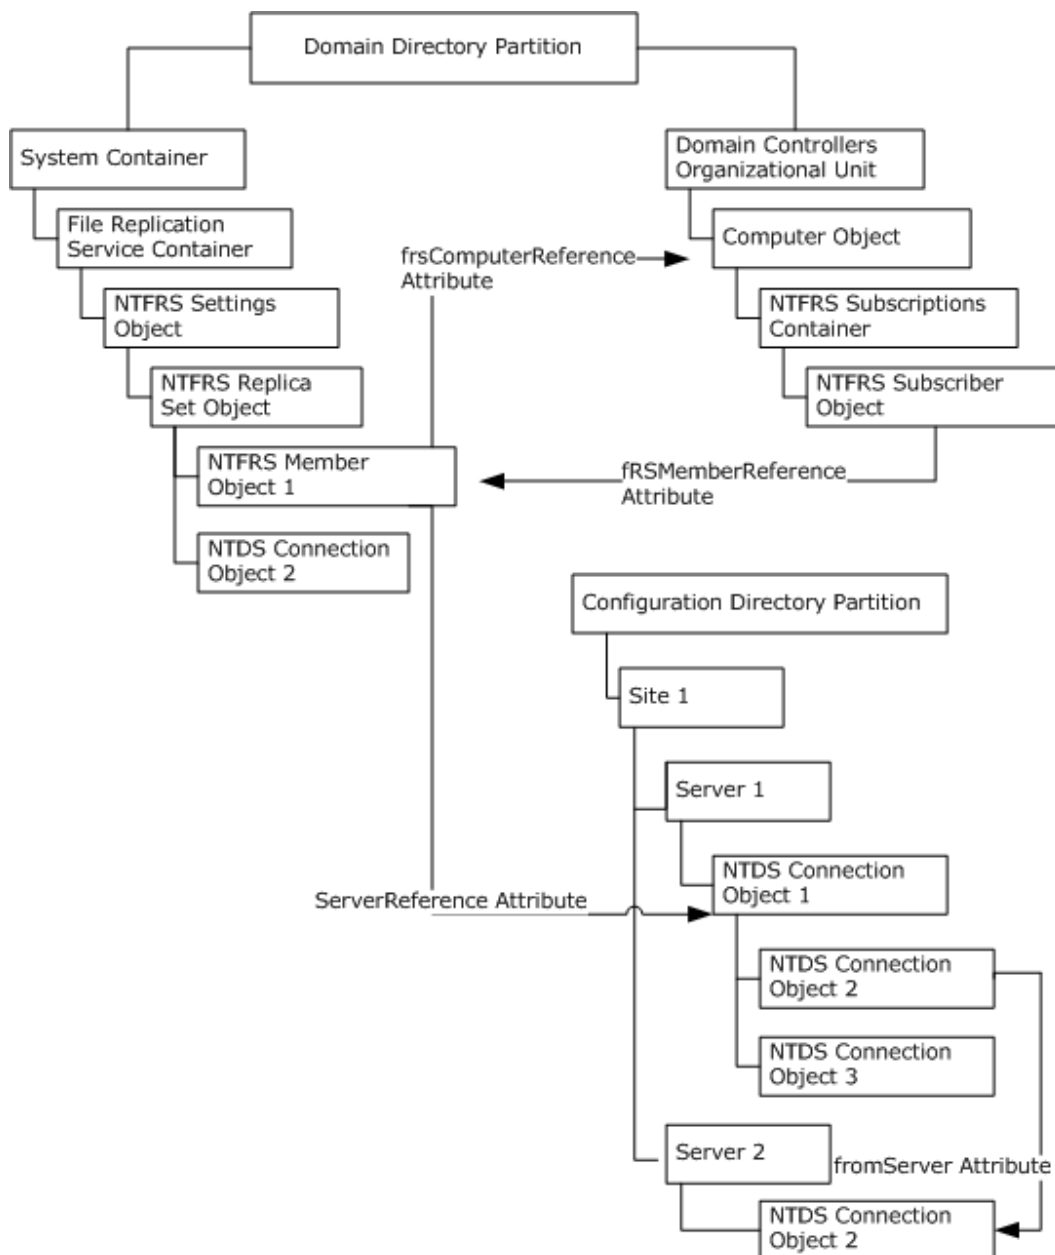 Domain Directory Partition
System Container
Domain Controllers
Organizational Unit
File Replication
Service Container
Computer Object
frsComputerReference
Attribute
NTFRS Settings
Object
NTFRS Subscriptions
Container
NTFRS Replica
Set Object
NTFRS Subscriber
Object
NTFRS Member
Object 1
fRSMemberReference
Attribute
NTDS Connection
Object 2
Configuration Directory Partition
Site 1
Server 1
NTDS Connection
Object 1
ServerReference Attribute
NTDS Connection
Object 2
NTDS Connection
Object 3
Server 2
fromServer Attribute
NTDS Connection
Object 2